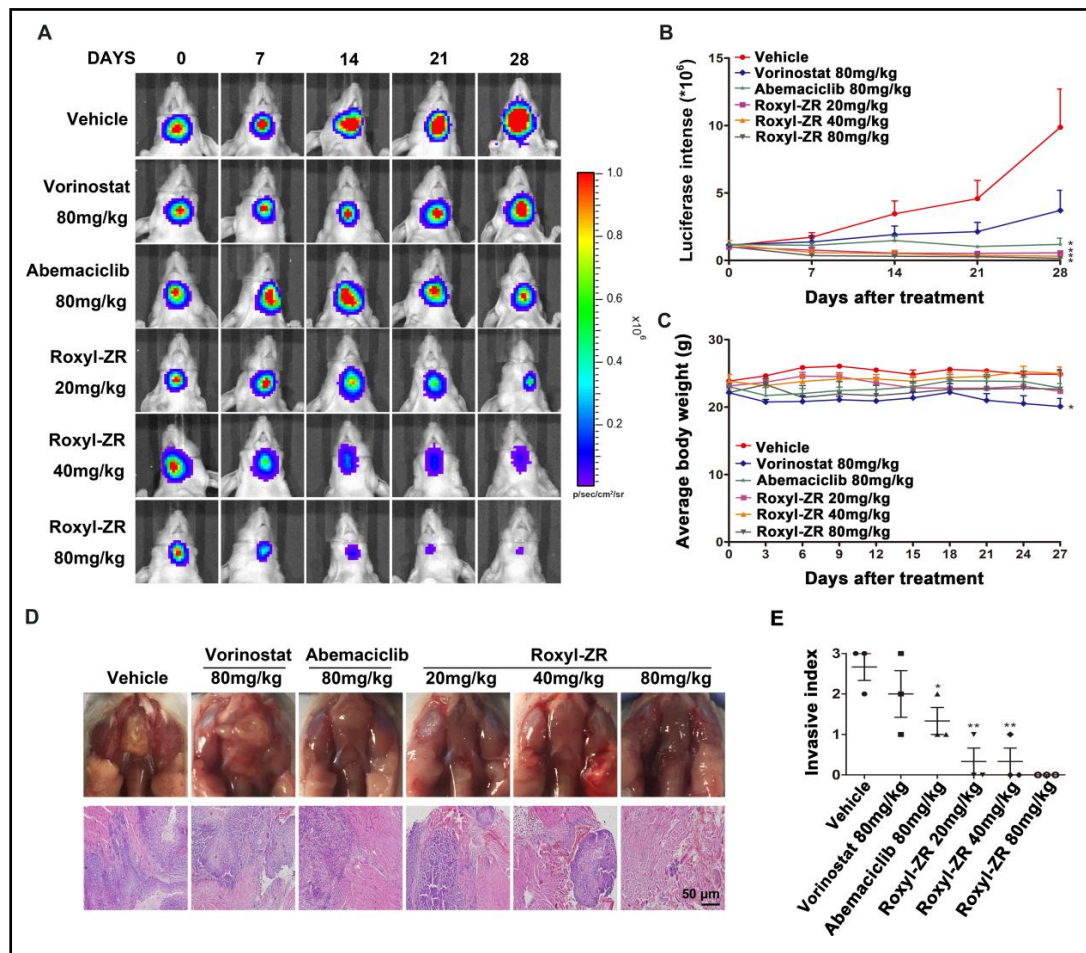 A
DAYS 0 7 14 21 28
Vehicle
Vorinostat
80mg/kg
Abemaciclib
80mg/kg
Roxyl-ZR
20mg/kg
Roxyl-ZR
40mg/kg
Roxyl-ZR
80mg/kg
1.0
0.8
0.6
0.4
0.2
x10⁶
p/sec/cm²/sr
B
Luciferase intense (*10⁶)
15
10
5
0
Vehicle
Vorinostat 80mg/kg
Abemaciclib 80mg/kg
Roxyl-ZR 20mg/kg
Roxyl-ZR 40mg/kg
Roxyl-ZR 80mg/kg
*
**
**
0 7 14 21 28
Days after treatment
C
Average body weight (g)
30
20
10
0
*
Vehicle
Vorinostat 80mg/kg
Abemaciclib 80mg/kg
Roxyl-ZR 20mg/kg
Roxyl-ZR 40mg/kg
Roxyl-ZR 80mg/kg
0 3 6 9 12 15 18 21 24 27
Days after treatment
D
Vorinostat Abemaciclib Roxyl-ZR
Vehicle 80mg/kg 80mg/kg 20mg/kg 40mg/kg 80mg/kg
50 μm
E
Invasive index
3
2
1
0
* ** **
Vehicle
Vorinostat 80mg/kg
Abemaciclib 80mg/kg
Roxyl-ZR 20mg/kg
Roxyl-ZR 40mg/kg
Roxyl-ZR 80mg/kg